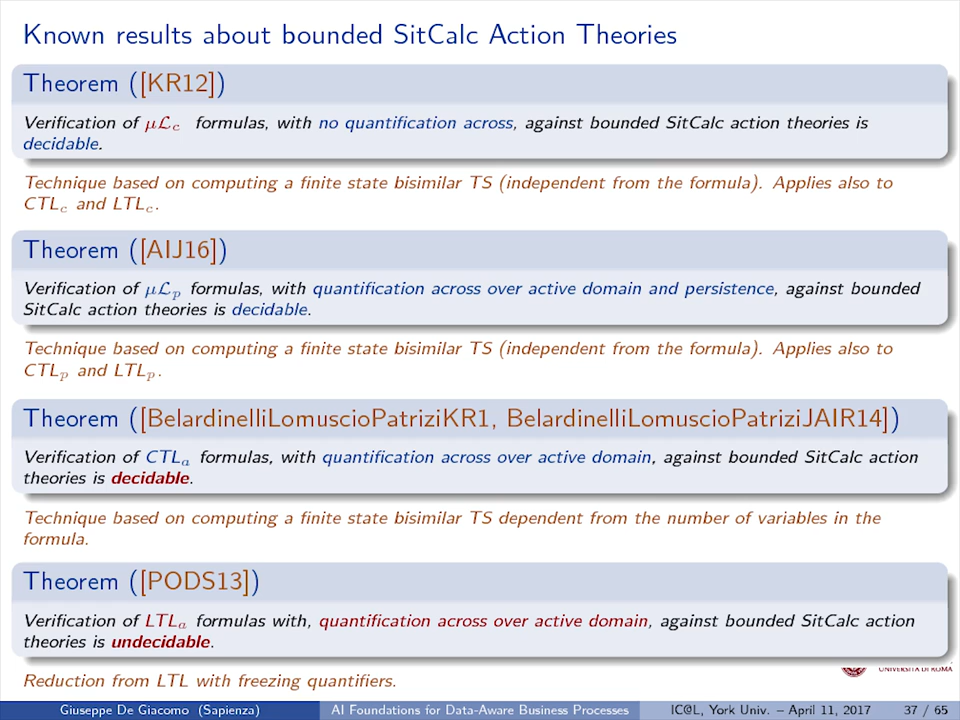 Known results about bounded SitCalc Action Theories
Theorem ([KR12])
Verification of μℒc formulas, with no quantification across, against bounded SitCalc action theories is
decidable.
Technique based on computing a finite state bisimilar TS (independent from the formula). Applies also to
CTLc and LTLc.
Theorem ([AIJ16])
Verification of μℒp formulas, with quantification across over active domain and persistence, against bounded
SitCalc action theories is decidable.
Technique based on computing a finite state bisimilar TS (independent from the formula). Applies also to
CTLp and LTLp.
Theorem ([BelardinelliLomuscioPatriziKR1, BelardinelliLomuscioPatriziJAIR14])
Verification of CTLa formulas, with quantification across over active domain, against bounded SitCalc action
theories is decidable.
Technique based on computing a finite state bisimilar TS dependent from the number of variables in the
formula.
Theorem ([PODS13])
Verification of LTLa formulas with, quantification across over active domain, against bounded SitCalc action
theories is undecidable.
UNIVERSITÀ DI ROMA
Reduction from LTL with freezing quantifiers.
Giuseppe De Giacomo (Sapienza) AI Foundations for Data-Aware Business Processes IC@L, York Univ. – April 11, 2017 37 / 65